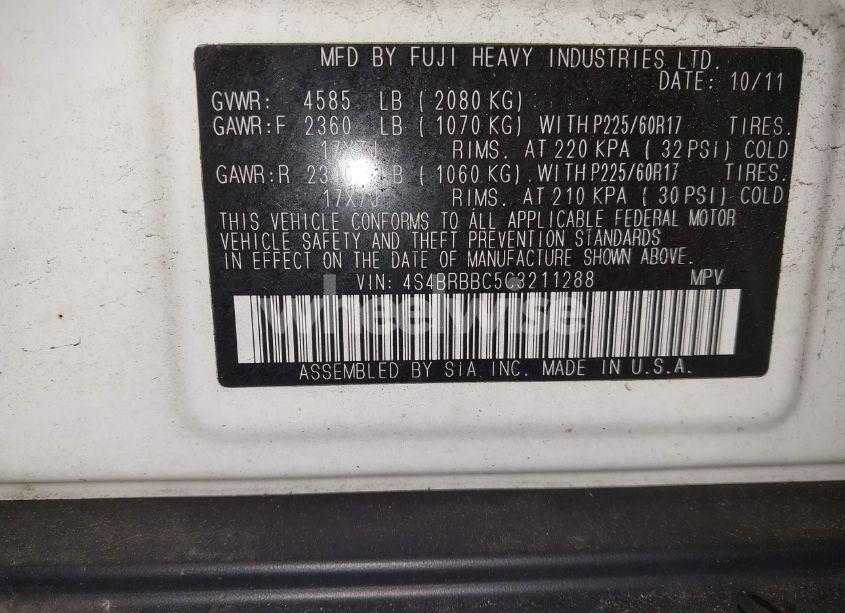 MFD BY FUJI HEAVY INDUSTRIES LTD.
DATE: 10/11
GVWR: 4585 LB ( 2080 KG)
GAWR:F 2360 LB ( 1070 KG) WITH P225/60R17 TIRES.
17X7J RIMS. AT 220 KPA ( 32 PSI) COLD
GAWR:R LB ( 1060 KG) WITH P225/60R17 TIRES.
17X7J RIMS. AT 210 KPA ( 30 PSI) COLD
THIS VEHICLE CONFORMS TO ALL APPLICABLE FEDERAL MOTOR
VEHICLE SAFETY AND THEFT PREVENTION STANDARDS
IN EFFECT ON THE DATE OF MANUFACTURE SHOWN ABOVE.
VIN: 4S4BRBBC5C3211288 MPV
wheelwise
ASSEMBLED BY SIA INC. MADE IN U.S.A.